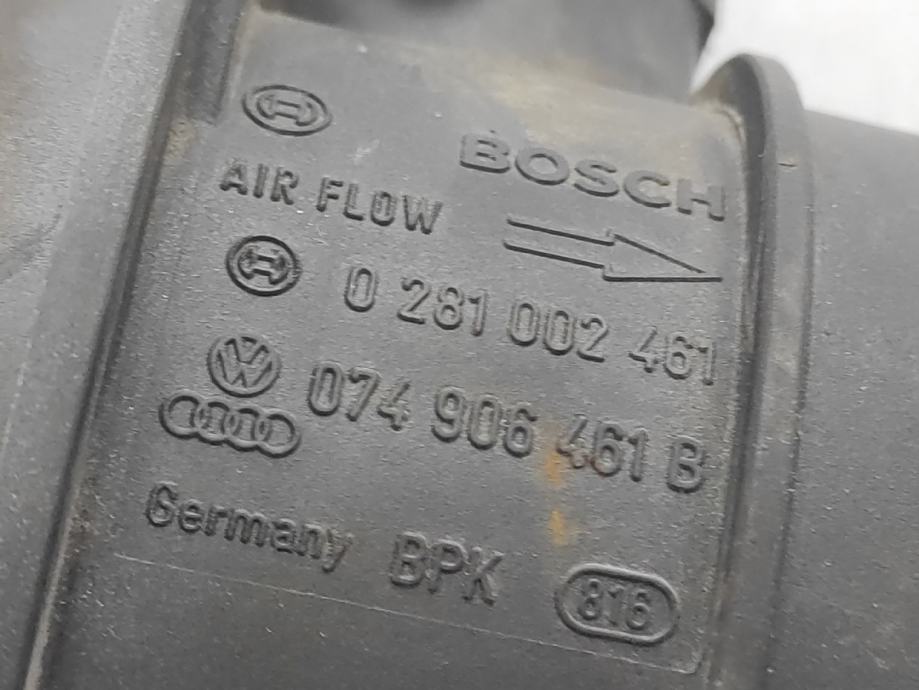 BOSCH
AIR FLOW
0 281 002 461
074 906 461 B
Germany BPK 816